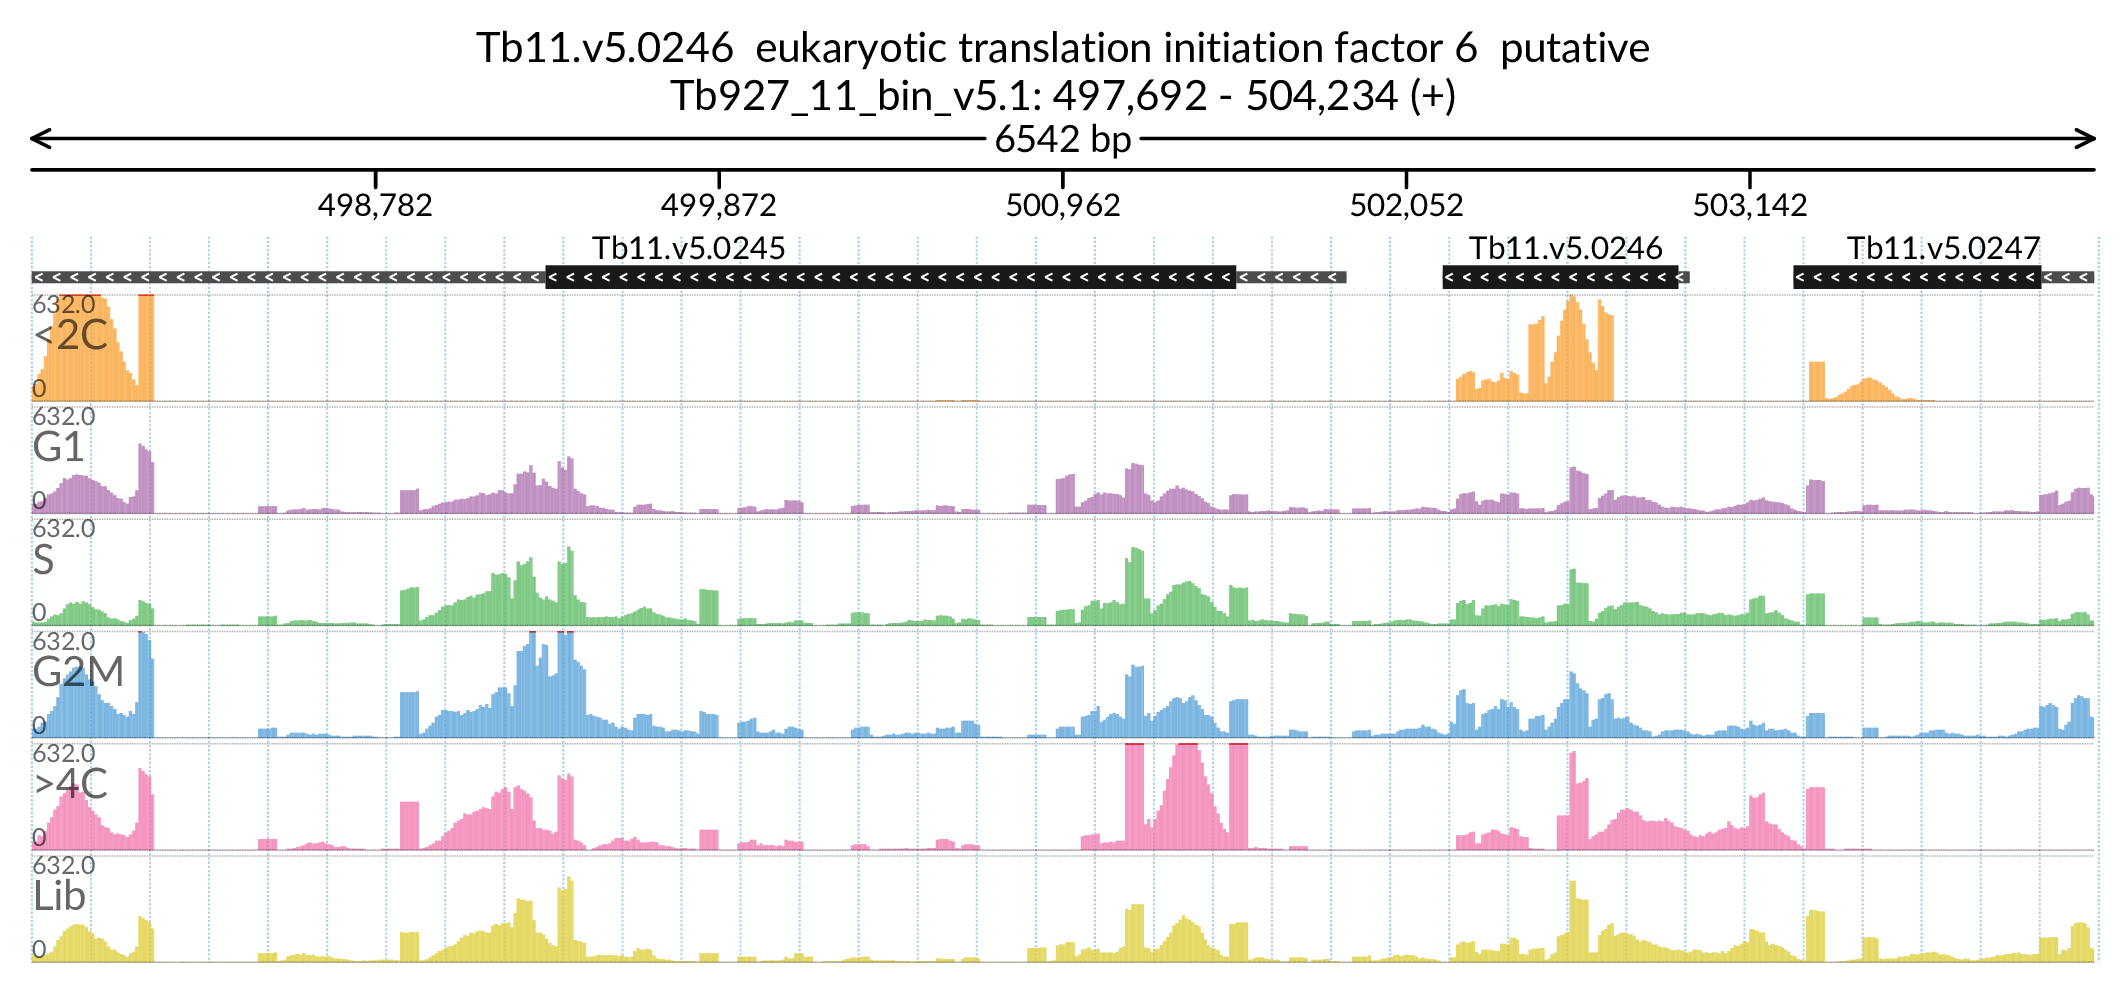 Tb11.v5.0246 eukaryotic translation initiation factor 6 putative
Tb927_11_bin_v5.1: 497,692 - 504,234 (+)
6542 bp
498,782 499,872 500,962 502,052 503,142
Tb11.v5.0245 Tb11.v5.0246 Tb11.v5.0247
632.0
<2C
0
632.0
G1
0
632.0
S
0
632.0
G2M
0
632.0
>4C
0
632.0
Lib
0